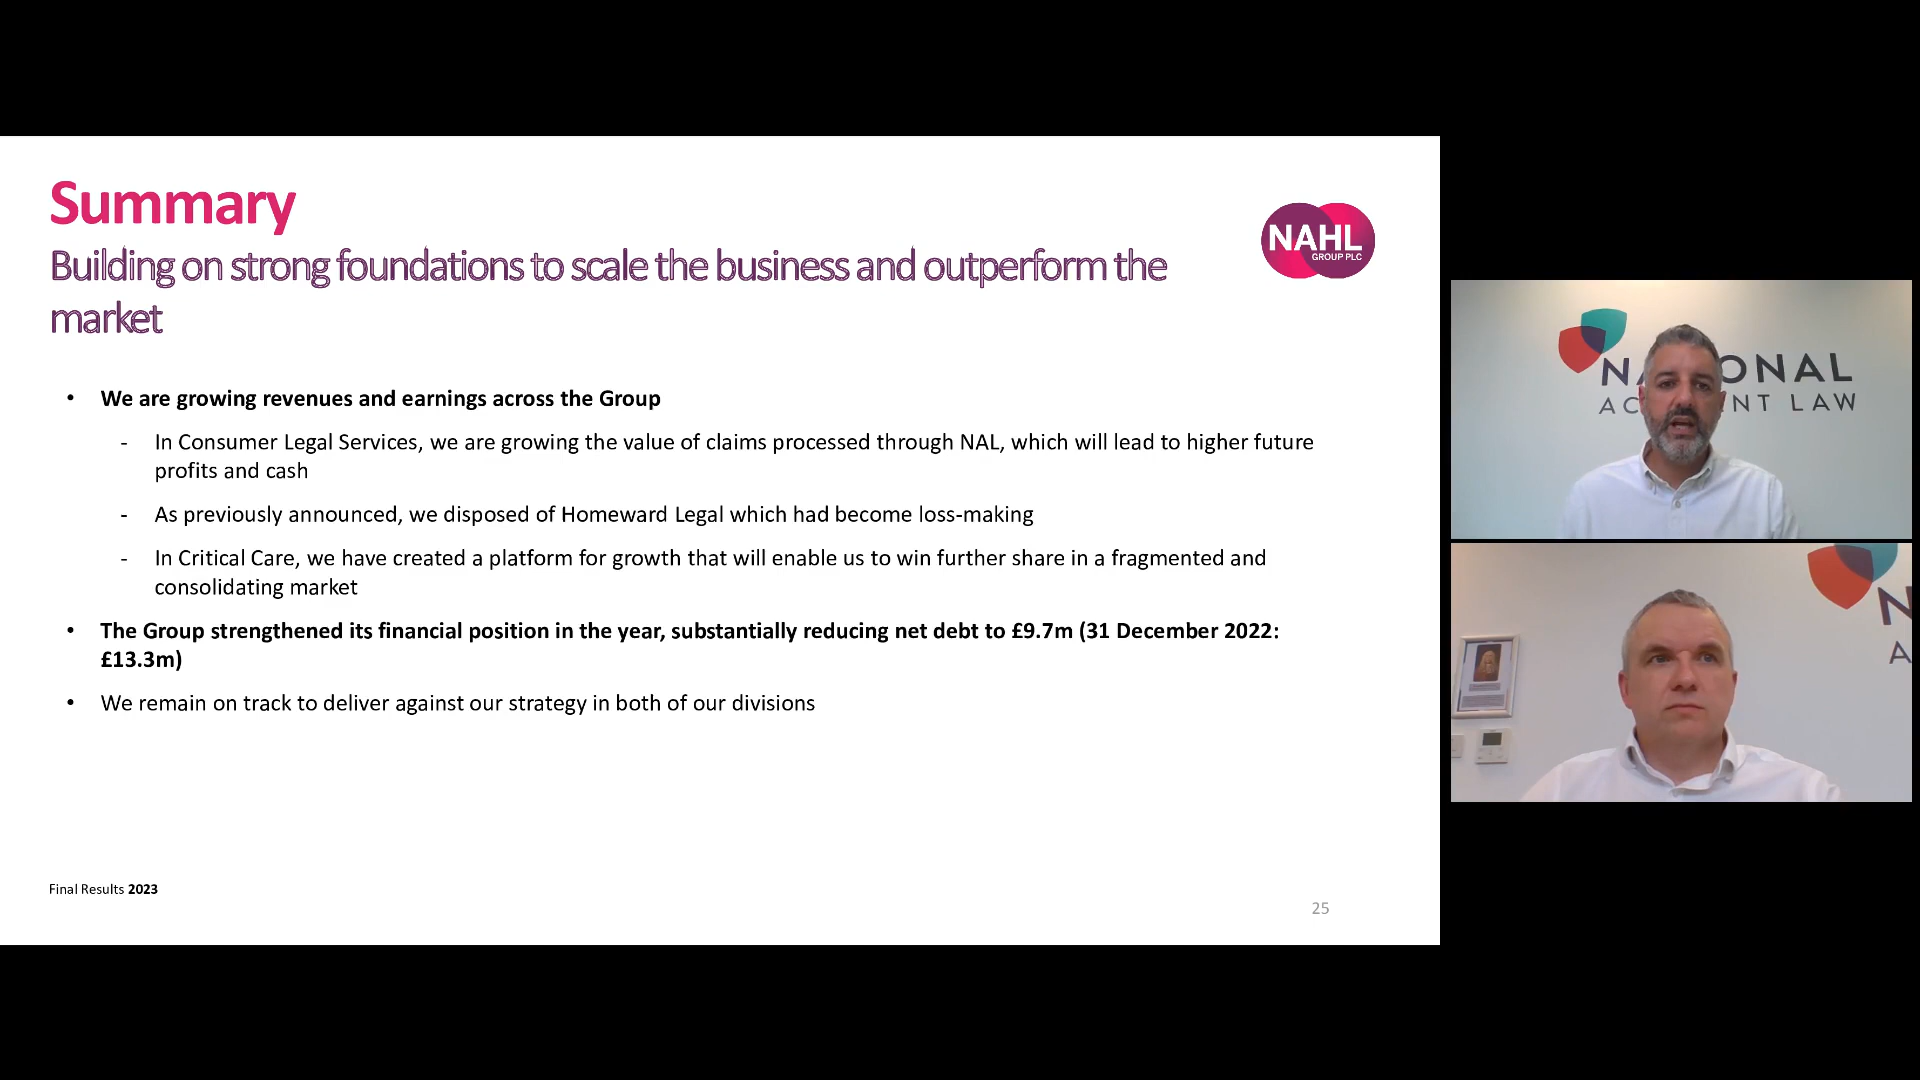 Summary
Building on strong foundations to scale the business and outperform the
market
NAHL
GROUP PLC
• We are growing revenues and earnings across the Group
- In Consumer Legal Services, we are growing the value of claims processed through NAL, which will lead to higher future
profits and cash
- As previously announced, we disposed of Homeward Legal which had become loss-making
- In Critical Care, we have created a platform for growth that will enable us to win further share in a fragmented and
consolidating market
• The Group strengthened its financial position in the year, substantially reducing net debt to £9.7m (31 December 2022:
£13.3m)
• We remain on track to deliver against our strategy in both of our divisions
Final Results 2023
25
LAW
N
A